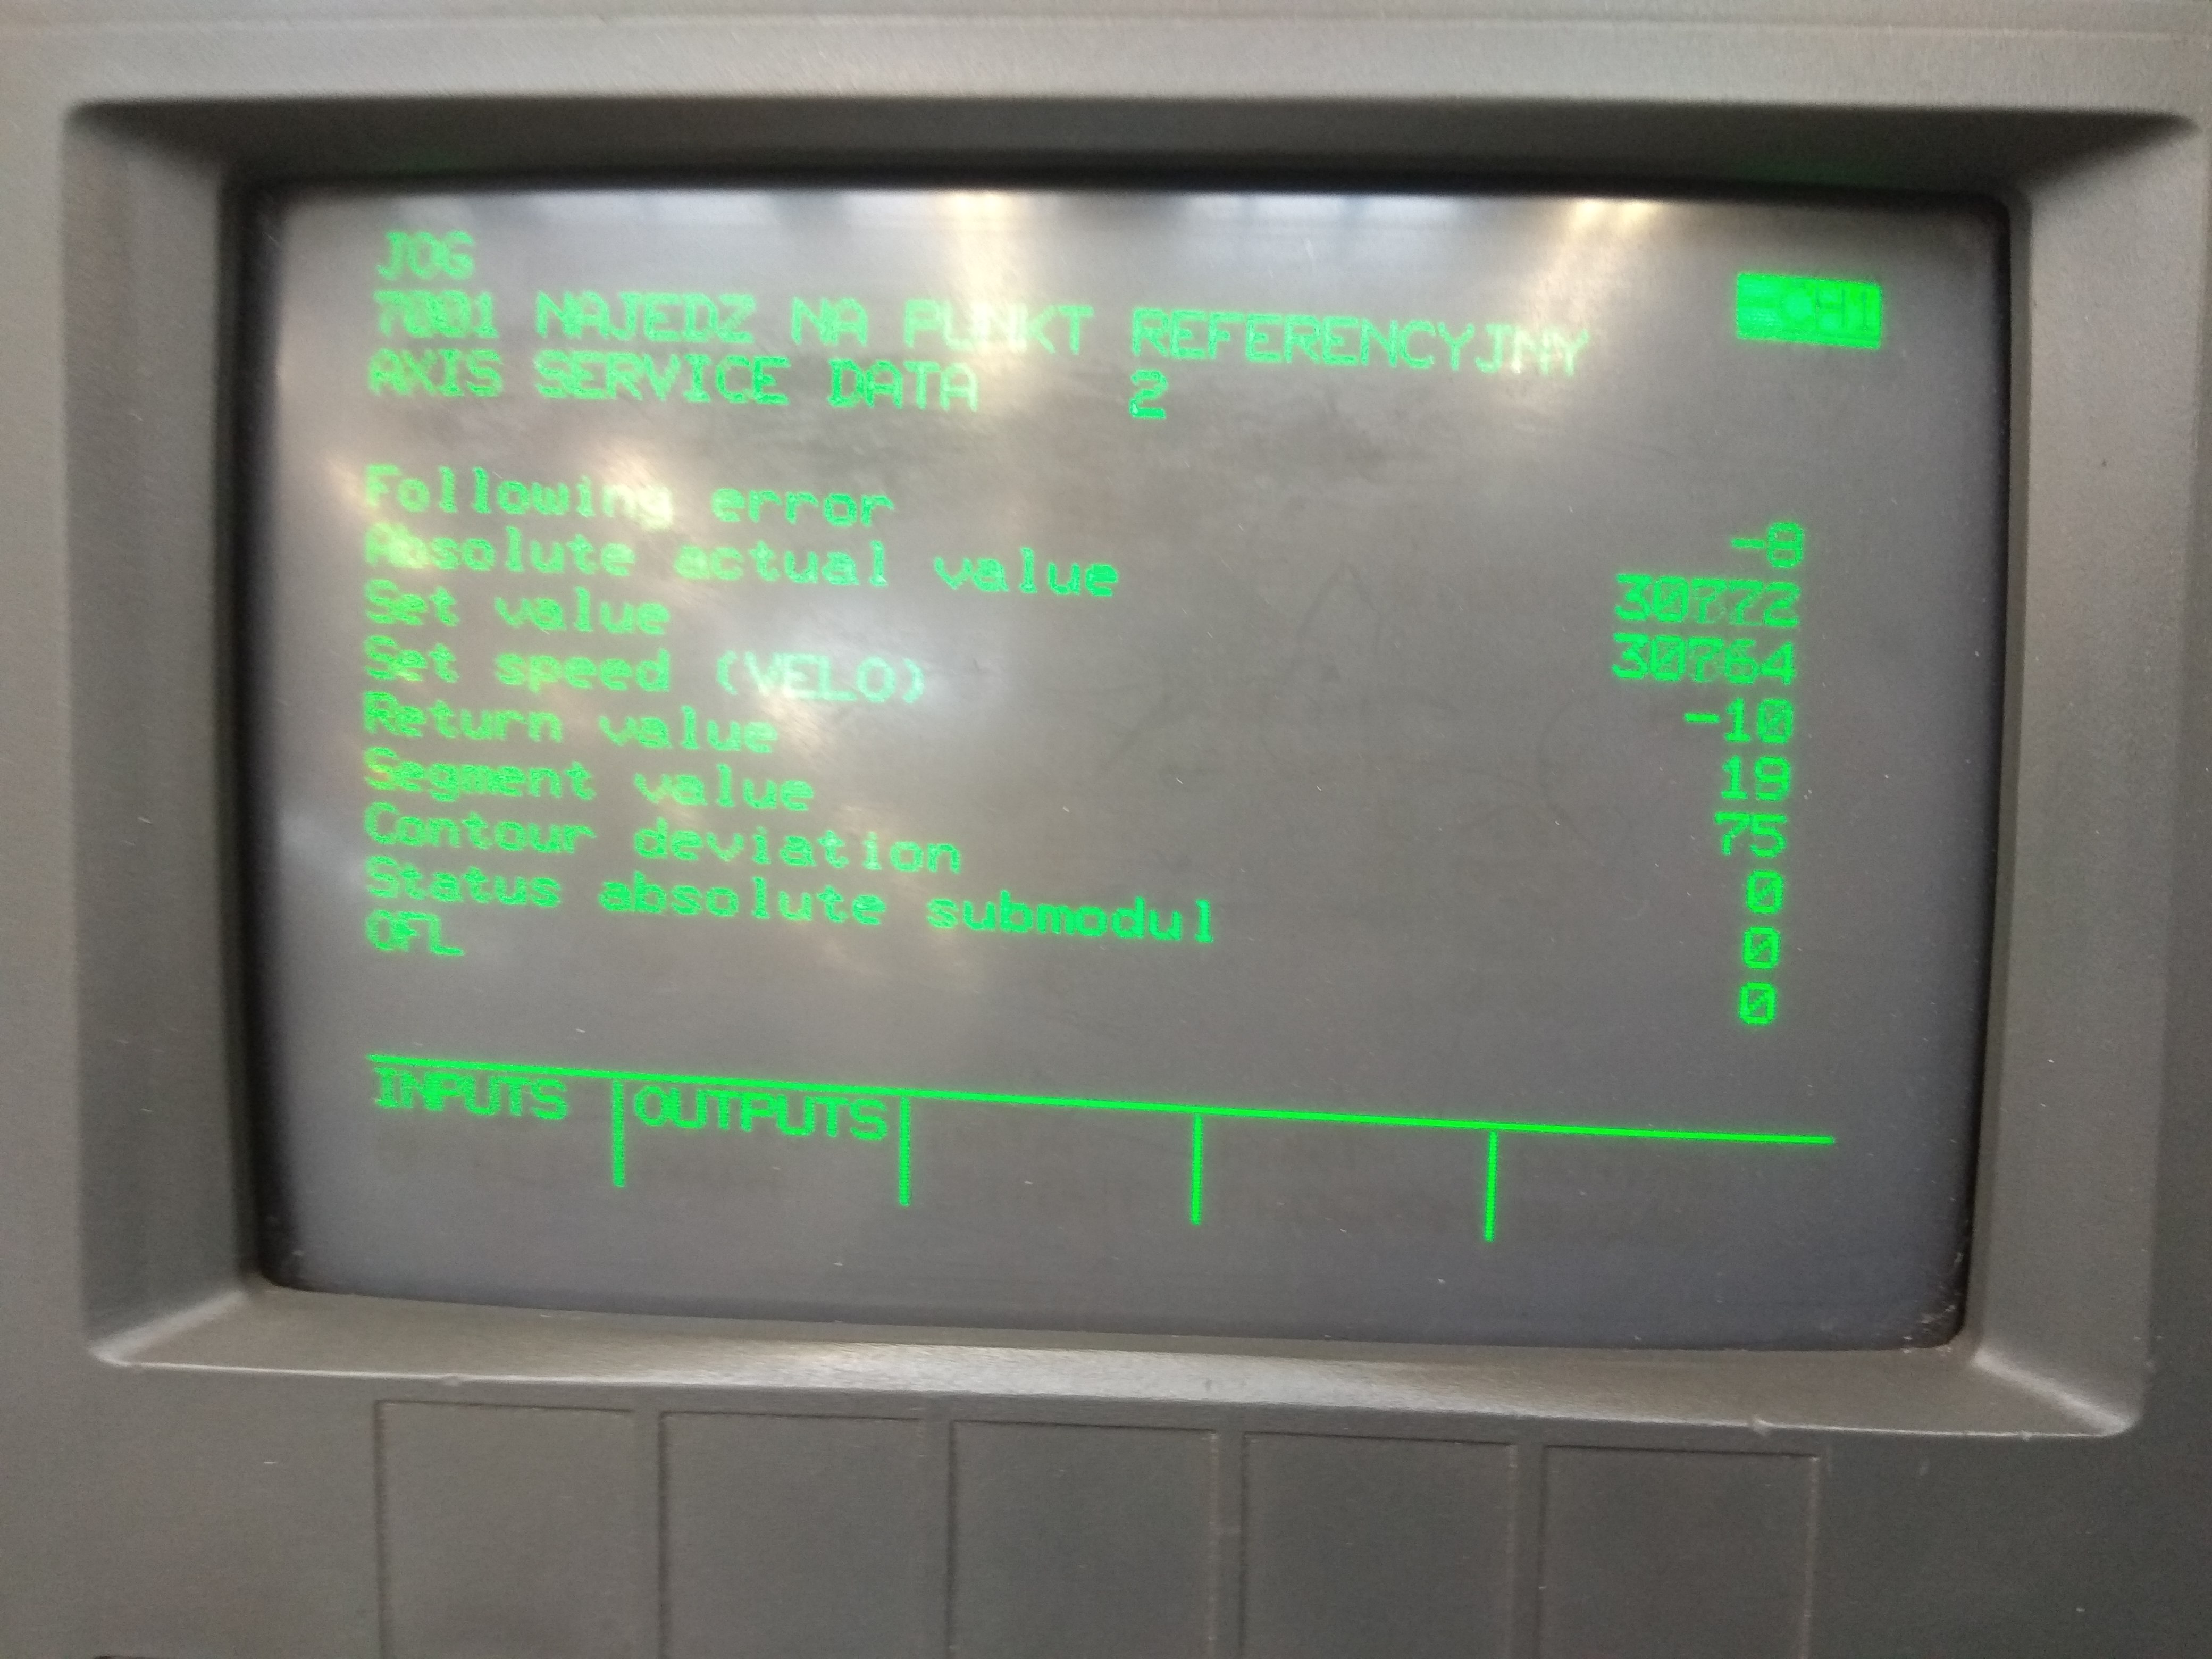 JOG
7001 NAJEDZ NA PUNKT REFERENCYJNY
AXIS SERVICE DATA 2
Following error -8
Absolute actual value 30772
Set value 30764
Set speed (VELO) -10
Return value 19
Segment value 75
Contour deviation 0
Status absolute submodul 0
OFL 0
INPUTS OUTPUTS